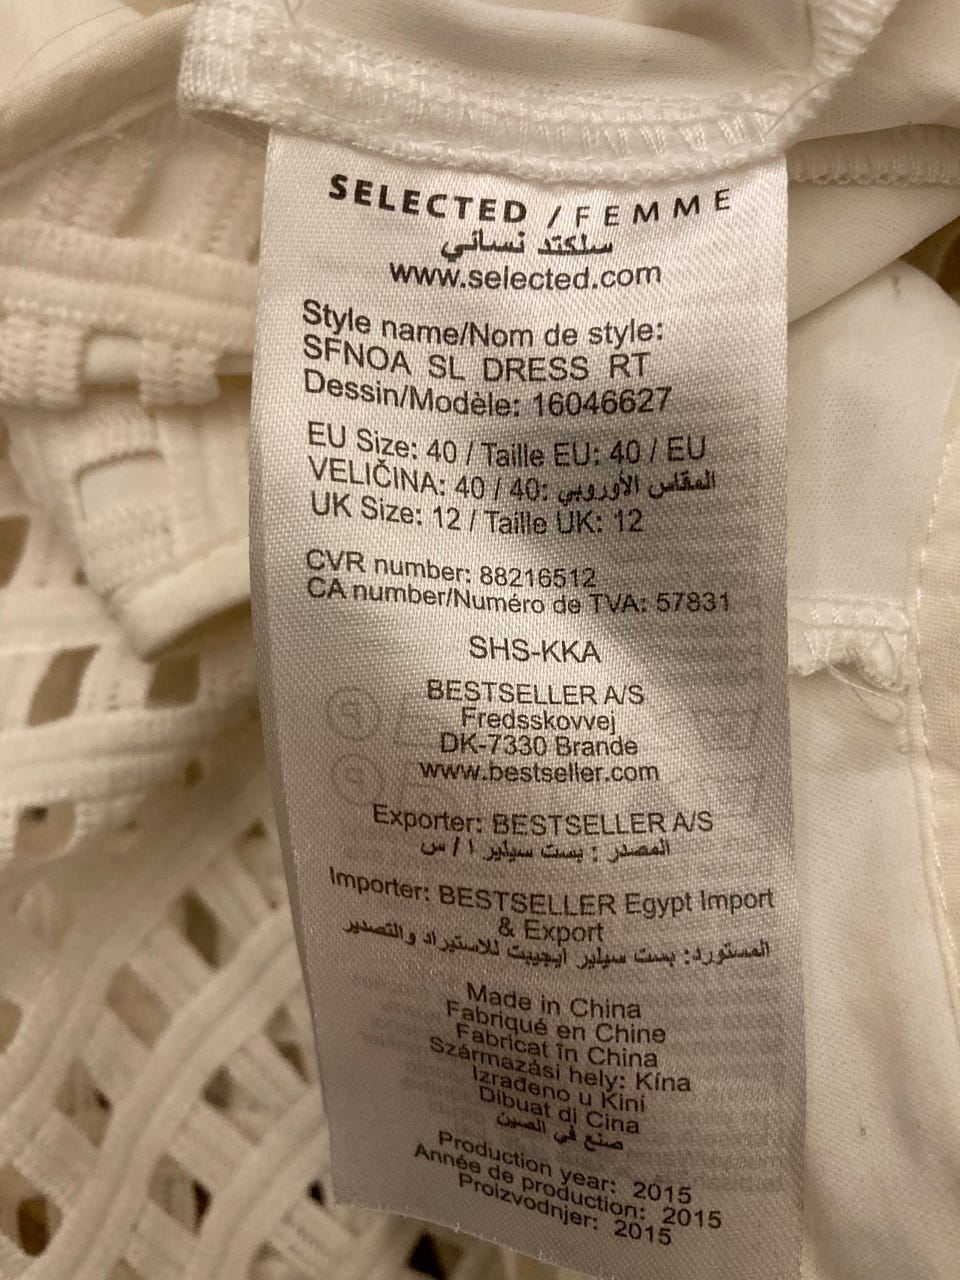 SELECTED / FEMME
سلكتد نسائي
www.selected.com
Style name/Nom de style:
SFNOA SL DRESS RT
Dessin/Modèle: 16046627
EU Size: 40 / Taille EU: 40 / EU
VELIČINA: 40 / 40: المقاس الأوروبي
UK Size: 12 / Taille UK: 12
CVR number: 88216512
CA number/Numéro de TVA: 57831
SHS-KKA
BESTSELLER A/S
Fredsskovvej
DK-7330 Brande
www.bestseller.com
Exporter: BESTSELLER A/S
المصدر : بست سيلير ا / س
Importer: BESTSELLER Egypt Import
& Export
المستورد: بست سيلير ايجيبت للاستيراد والتصدير
Made in China
Fabriqué en Chine
Fabricat în China
Származási hely: Kína
Izrađeno u Kini
Dibuat di Cina
صنع في الصين
Production year: 2015
Année de production: 2015
Proizvodnjer: 2015